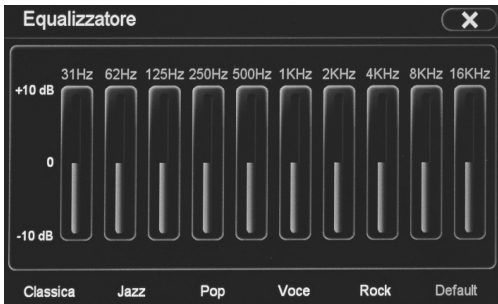 Equalizzatore
31Hz 62Hz 125Hz 250Hz 500Hz 1KHz 2KHz 4KHz 8KHz 16KHz
+10 dB
0
-10 dB
Classica Jazz Pop Voce Rock Default